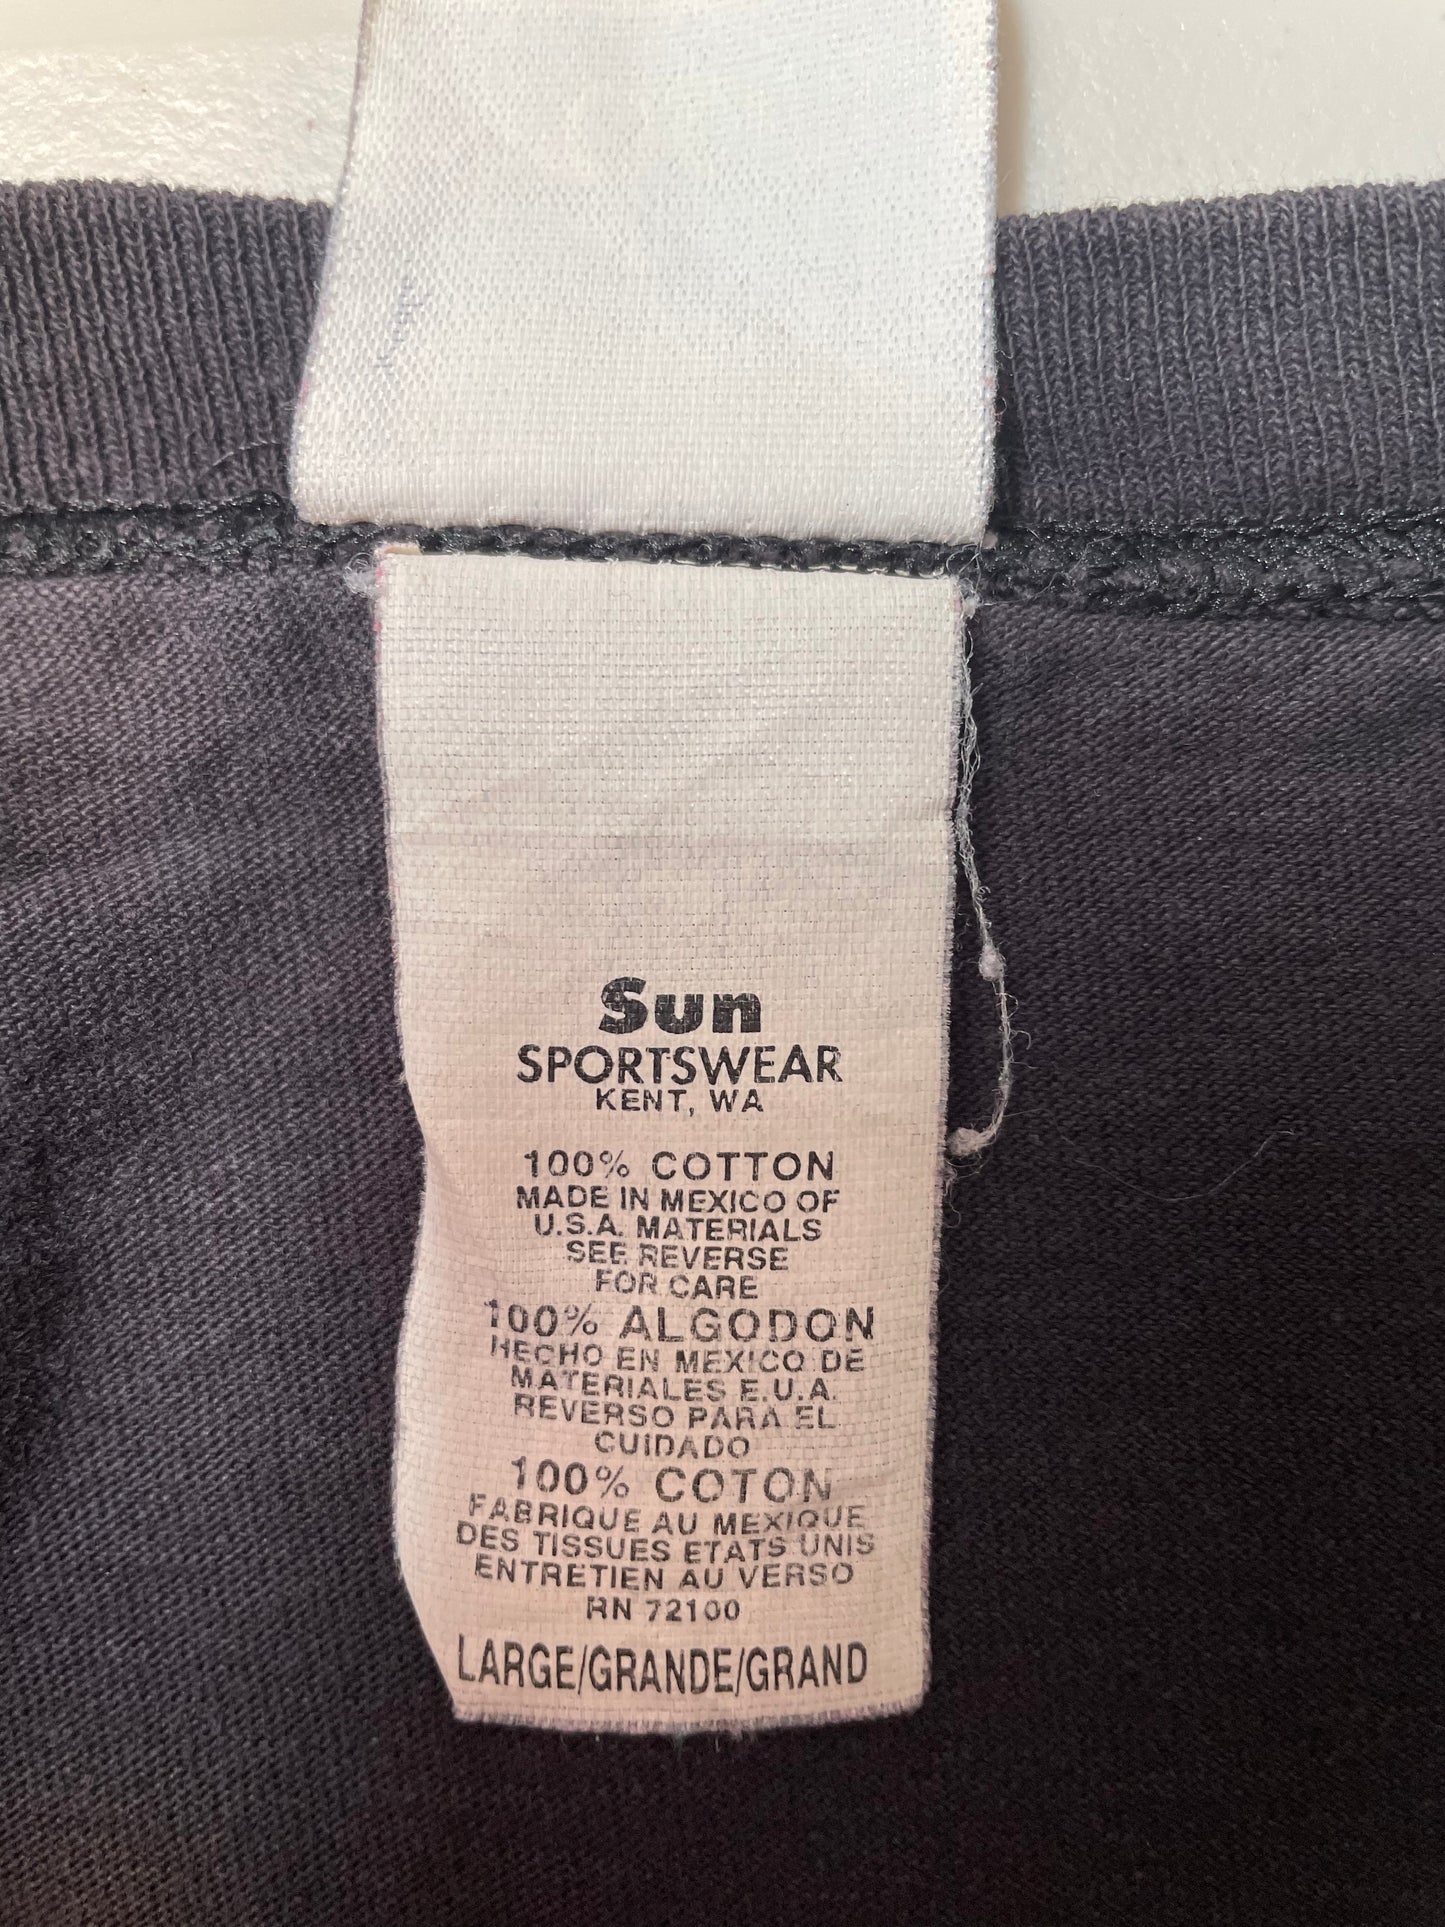 Sun
SPORTSWEAR
KENT, WA
100% COTTON
MADE IN MEXICO OF
U.S.A. MATERIALS
SEE REVERSE
FOR CARE
100% ALGODON
HECHO EN MEXICO DE
MATERIALES E.U.A.
REVERSO PARA EL
CUIDADO
100% COTON
FABRIQUE AU MEXIQUE
DES TISSUES ETATS UNIS
ENTRETIEN AU VERSO
RN 72100
LARGE/GRANDE/GRAND